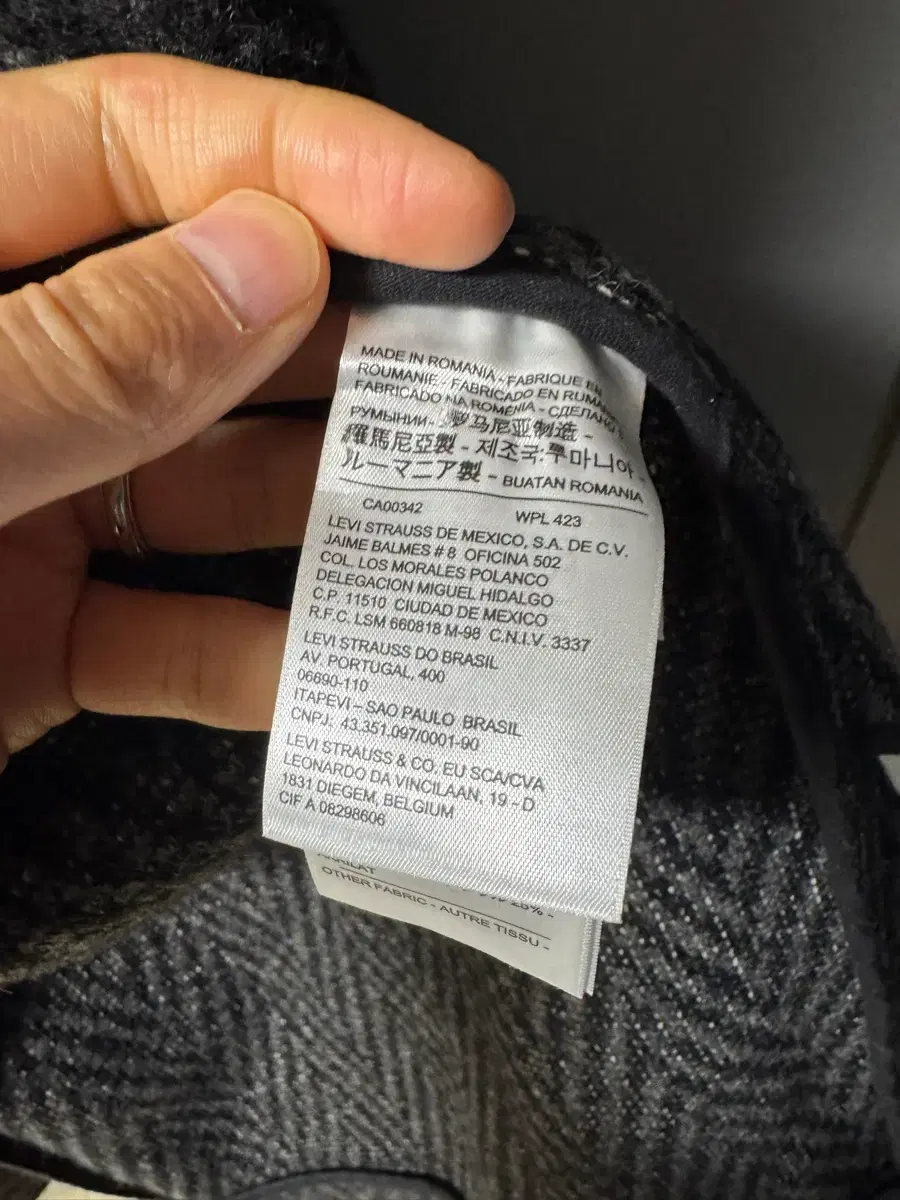 MADE IN ROMANIA - FABRIQUE EN
ROUMANIE - FABRICADO EN RUMA
FABRICADO NA ROMÊNIA - СДЕЛАНО
РУМЫНИИ- 罗马尼亚制造 -
羅馬尼亞製 - 제조국:루마니아 -
ルーマニア製 - BUATAN ROMANIA
CA00342 WPL 423
LEVI STRAUSS DE MEXICO, S.A. DE C.V.
JAIME BALMES # 8 OFICINA 502
COL. LOS MORALES POLANCO
DELEGACION MIGUEL HIDALGO
C.P. 11510 CIUDAD DE MEXICO
R.F.C. LSM 660818 M-98 C.N.I.V. 3337
LEVI STRAUSS DO BRASIL
AV. PORTUGAL, 400
06690-110
ITAPEVI – SAO PAULO BRASIL
CNPJ. 43.351.097/0001-90
LEVI STRAUSS & CO. EU SCA/CVA
LEONARDO DA VINCILAAN, 19 - D
1831 DIEGEM, BELGIUM
CIF A 08298606
OTHER FABRIC - AUTRE TISSU -